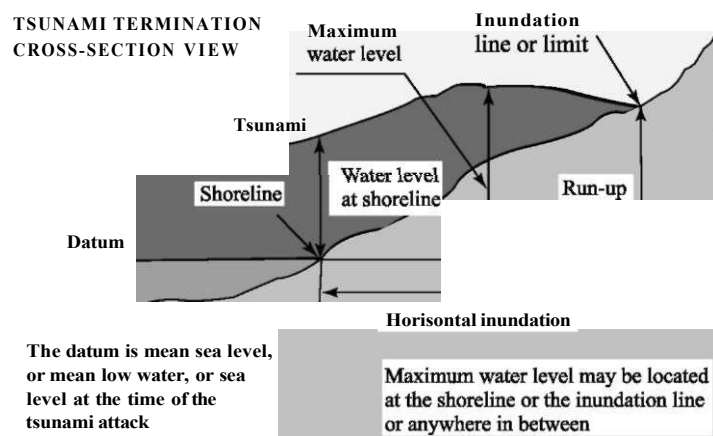 TSUNAMI TERMINATION
CROSS-SECTION VIEW
Maximum
water level
Inundation
line or limit
Tsunami
Shoreline
Water level
at shoreline
Run-up
Datum
Horisontal inundation
The datum is mean sea level,
or mean low water, or sea
level at the time of the
tsunami attack
Maximum water level may be located
at the shoreline or the inundation line
or anywhere in between